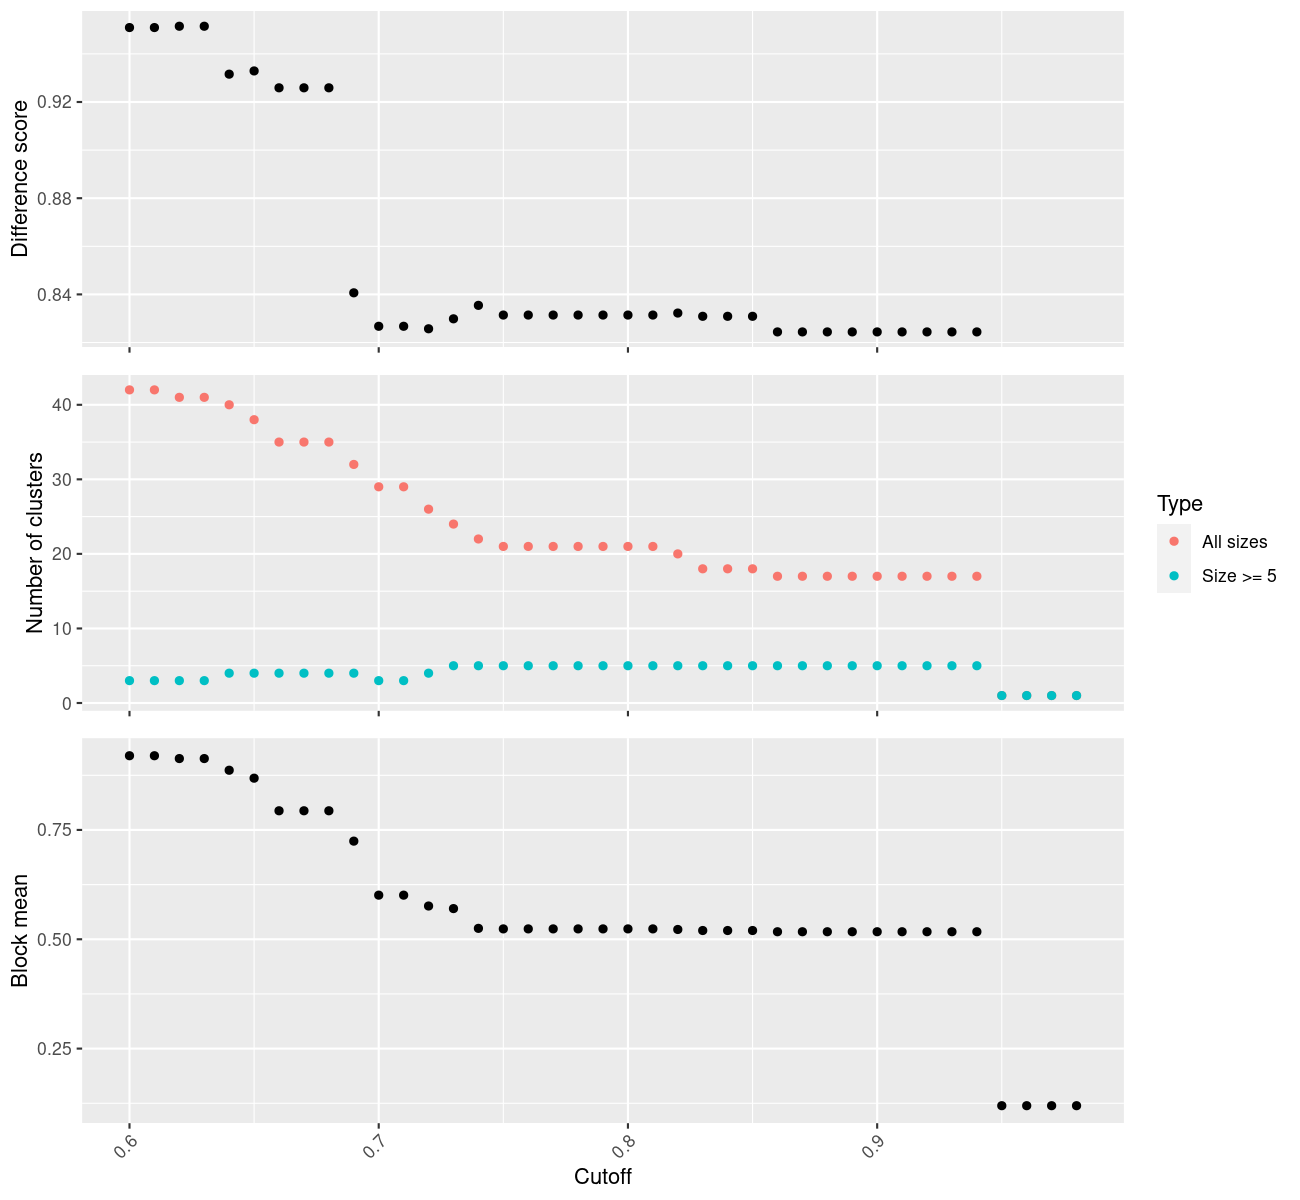 Difference score
0.92
0.88
0.84
Number of clusters
40
30
20
10
0
Type
All sizes
Size >= 5
Block mean
0.75
0.50
0.25
0.6
0.7
0.8
0.9
Cutoff